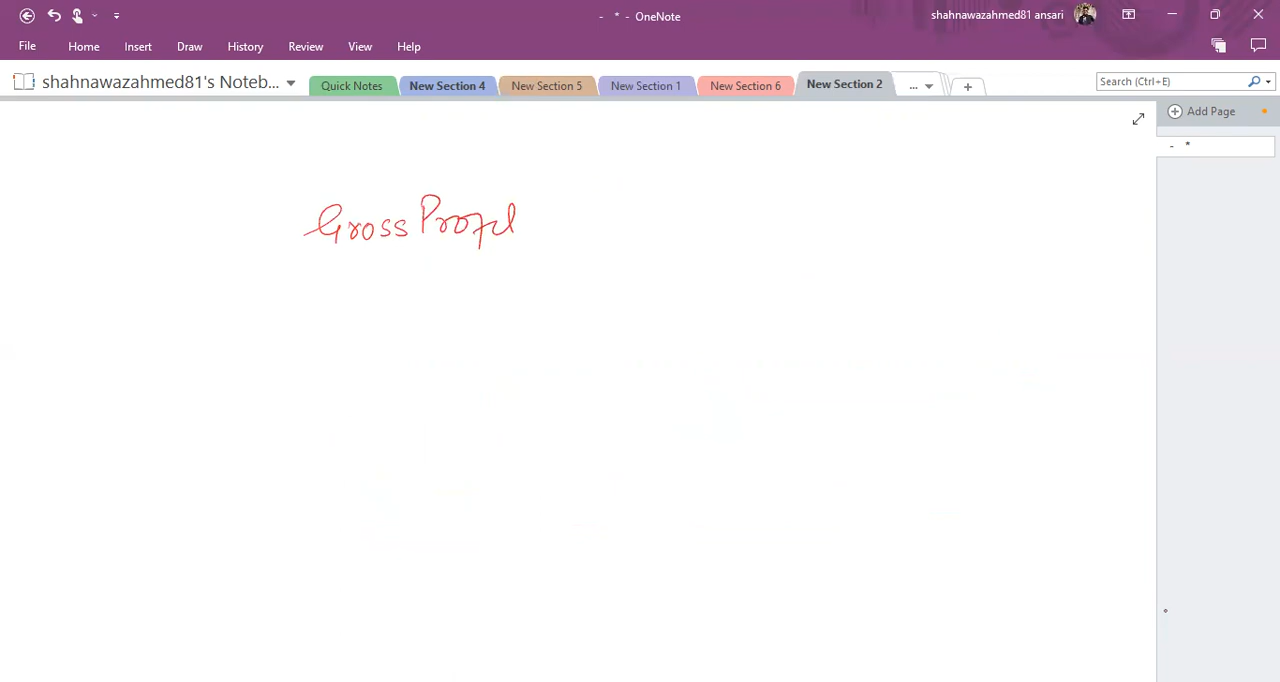 - * - OneNote
shahnawazahmed81 ansari
File Home Insert Draw History Review View Help
shahnawazahmed81's Noteb... Quick Notes New Section 4 New Section 5 New Section 1 New Section 6 New Section 2 ... + Search (Ctrl+E)
Add Page
- *
Gross Profit